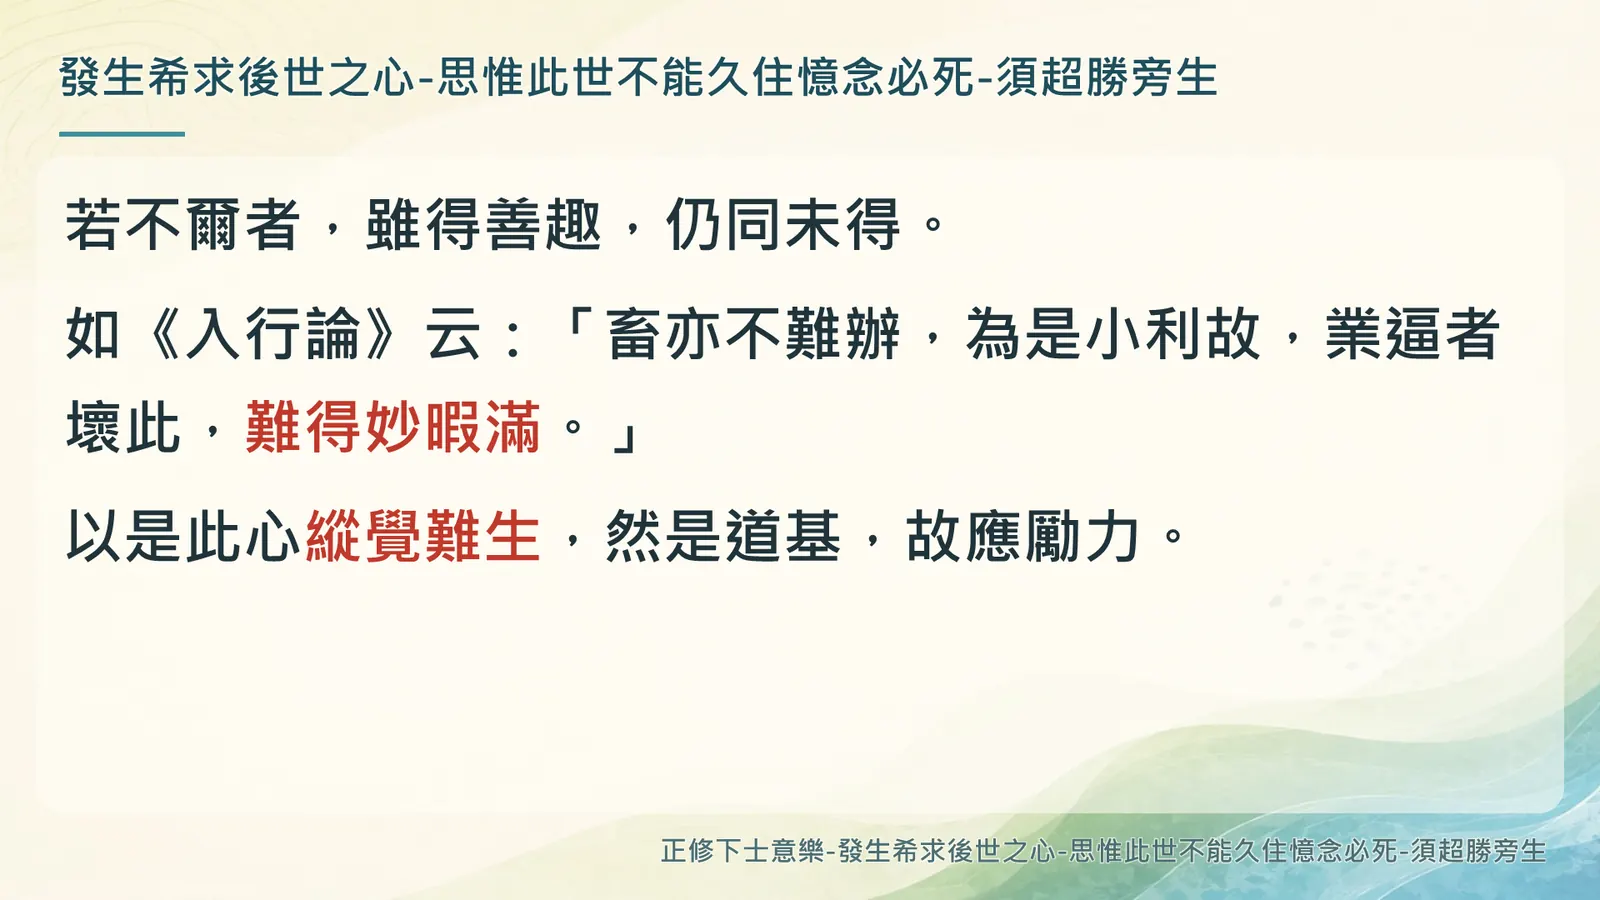 發生希求後世之心-思惟此世不能久住憶念必死-須超勝旁生
若不爾者，雖得善趣，仍同未得。
如《入行論》云：「畜亦不難辦，為是小利故，業逼者
壞此，難得妙暇滿。」
以是此心縱覺難生，然是道基，故應勵力。
正修下士意樂-發生希求後世之心-思惟此世不能久住憶念必死-須超勝旁生